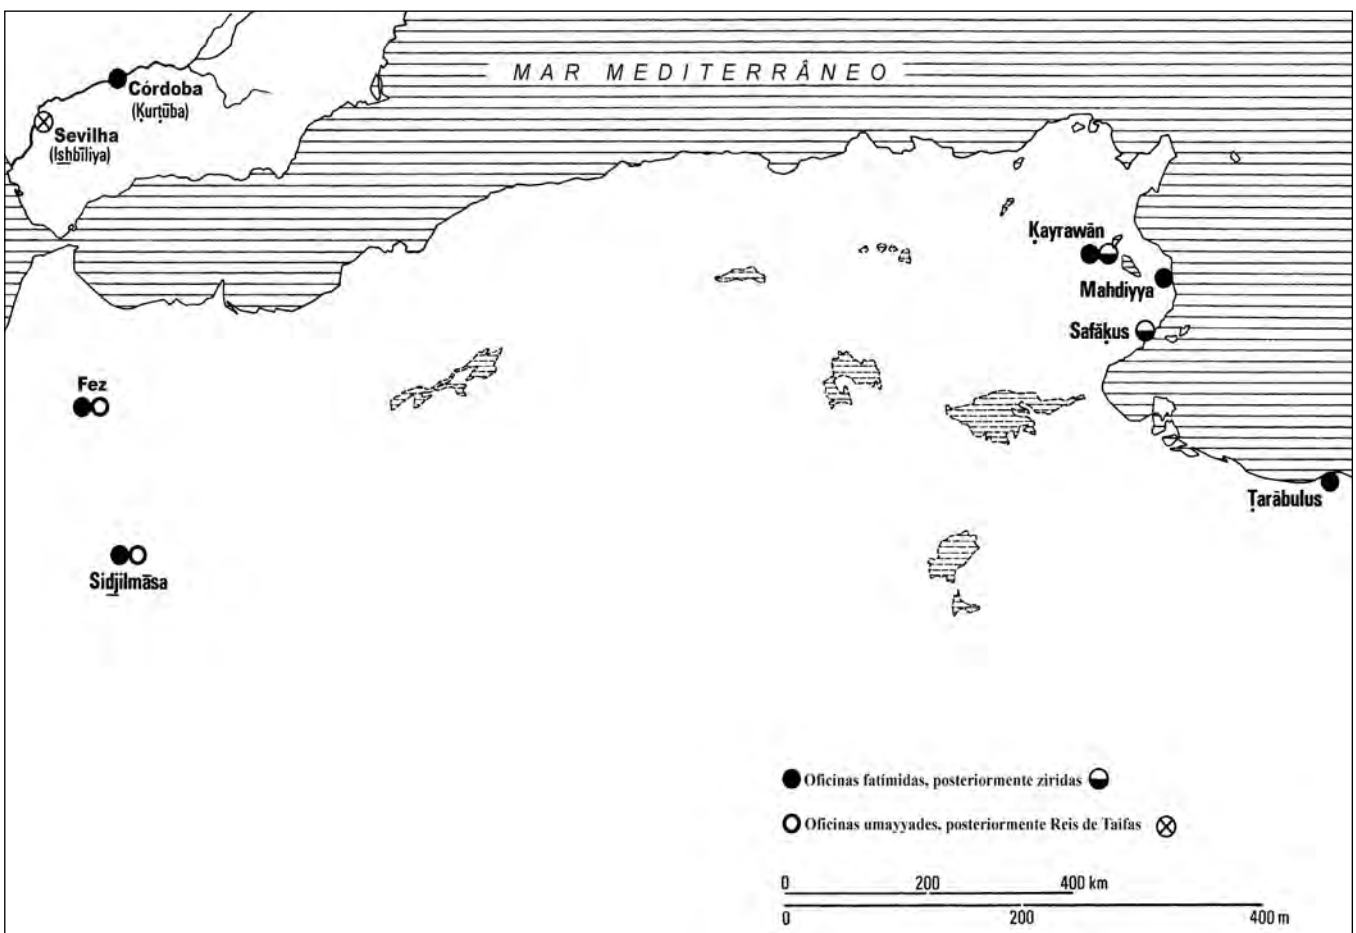 MAR MEDITERRÂNEO
Córdoba
(Ḳurṭūba)
Sevilha
(Ishbīliya)
Ḳayrawān
Mahdiyya
Safāḳus
Fez
Ṭarābulus
Sidjilmāsa
Oficinas fatímidas, posteriormente ziridas
Oficinas umayyades, posteriormente Reis de Taifas
0 200 400 km
0 200 400 m